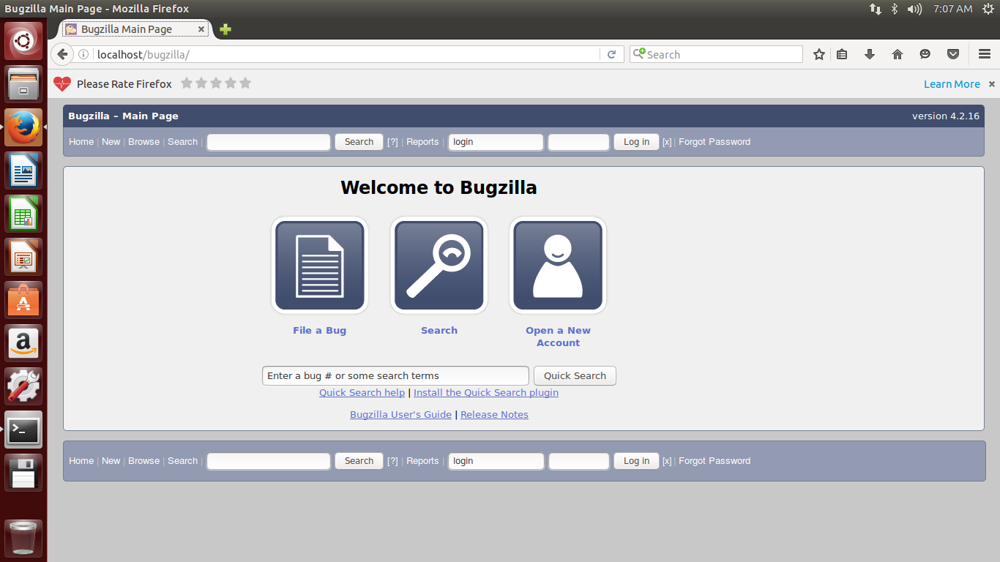 Bugzilla Main Page - Mozilla Firefox
7:07 AM
Bugzilla Main Page
localhost/bugzilla/
Search
Please Rate Firefox
Learn More
Bugzilla – Main Page
version 4.2.16
Home | New | Browse | Search | Search [?] | Reports | login Log in [x] | Forgot Password
Welcome to Bugzilla
File a Bug
Search
Open a New
Account
Enter a bug # or some search terms
Quick Search
Quick Search help | Install the Quick Search plugin
Bugzilla User's Guide | Release Notes
Home | New | Browse | Search | Search [?] | Reports | login Log in [x] | Forgot Password